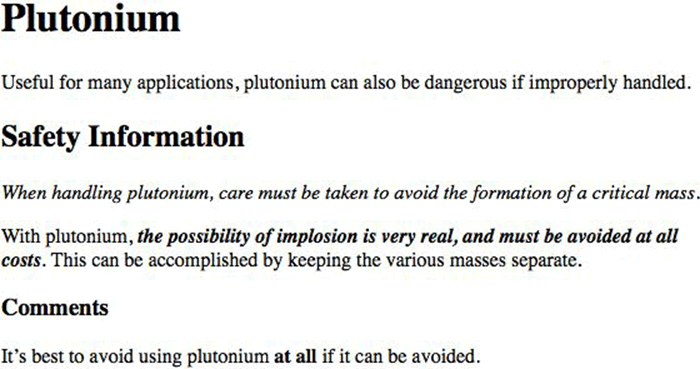 Plutonium
Useful for many applications, plutonium can also be dangerous if improperly handled.
Safety Information
When handling plutonium, care must be taken to avoid the formation of a critical mass.
With plutonium, the possibility of implosion is very real, and must be avoided at all
costs. This can be accomplished by keeping the various masses separate.
Comments
It’s best to avoid using plutonium at all if it can be avoided.